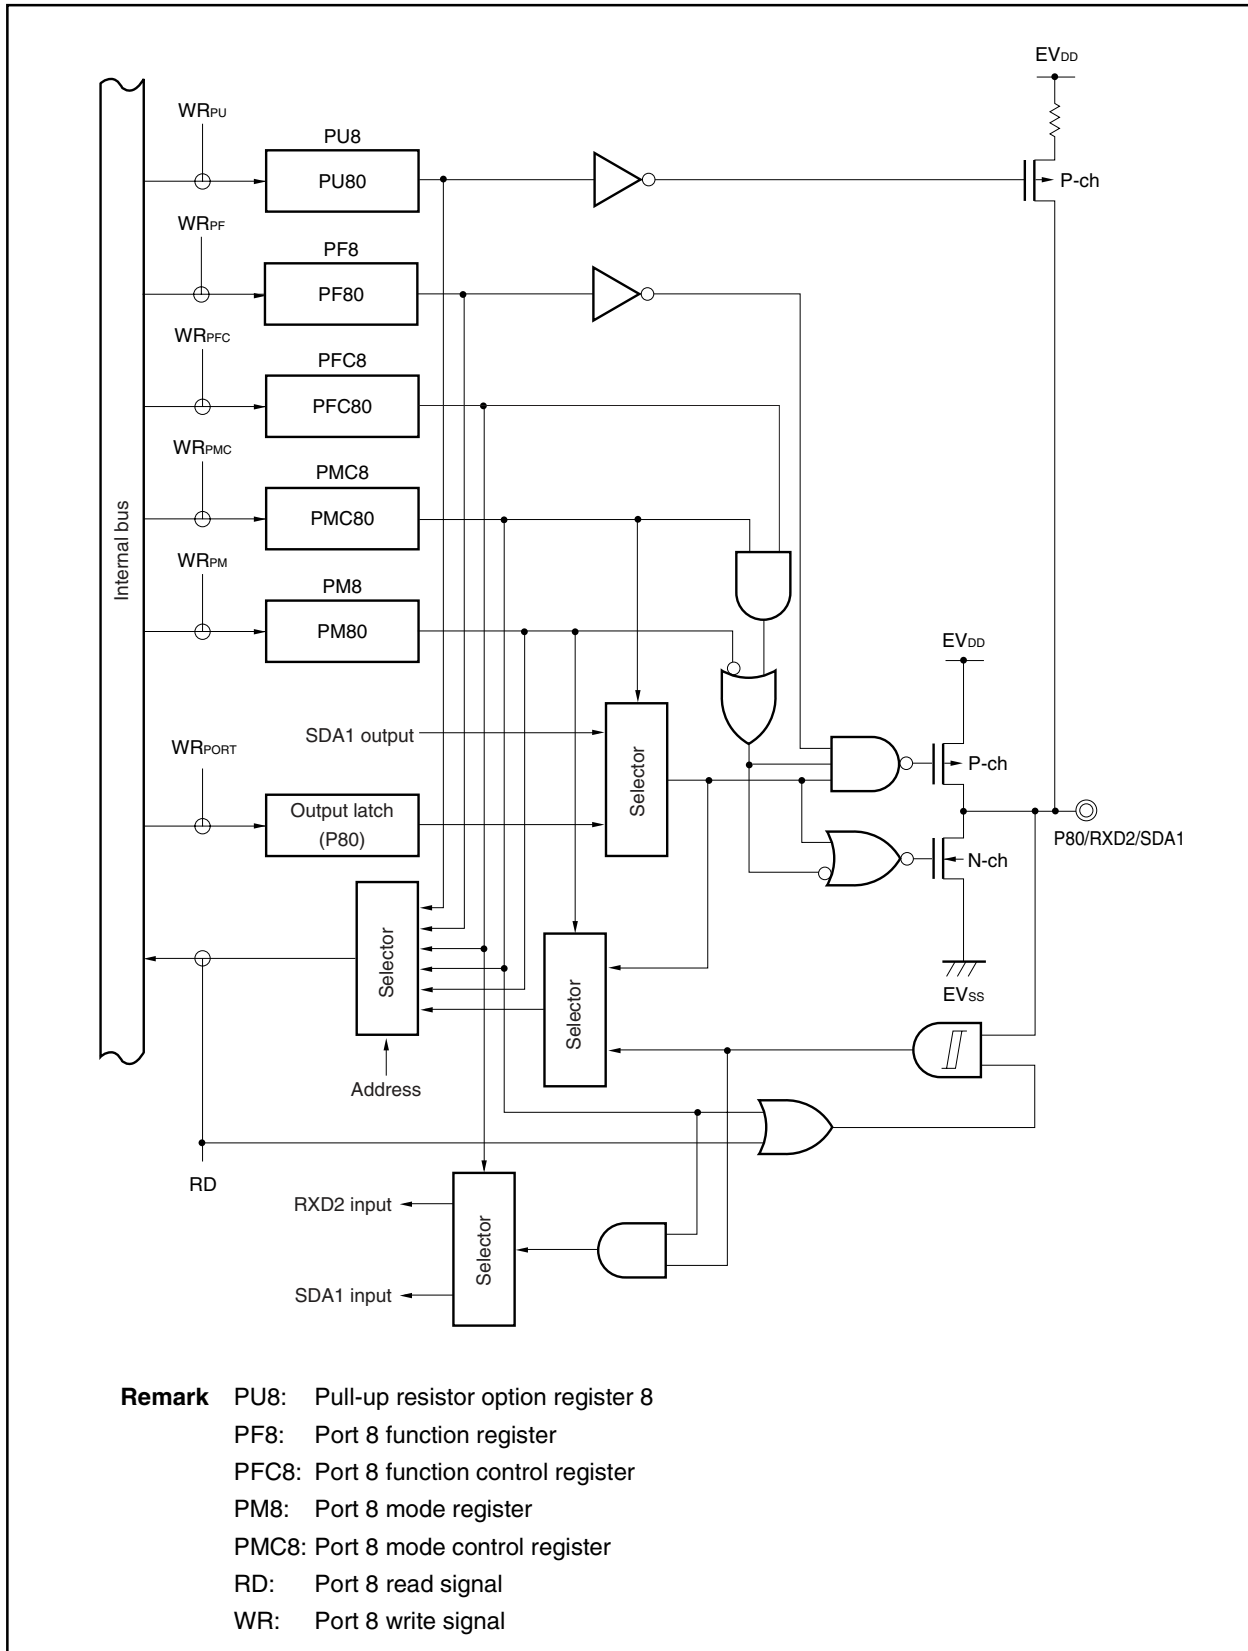 EVDD
WRPU
PU8
PU80
P-ch
WRPF
PF8
PF80
WRPFC
PFC8
PFC80
WRPMC
PMC8
PMC80
Internal bus
WRPM
PM8
PM80
EVDD
SDA1 output
WRPORT
Selector
P-ch
Output latch
(P80)
P80/RXD2/SDA1
N-ch
Selector
Selector
EVSS
Address
RD
RXD2 input
Selector
SDA1 input
Remark PU8: Pull-up resistor option register 8
PF8: Port 8 function register
PFC8: Port 8 function control register
PM8: Port 8 mode register
PMC8: Port 8 mode control register
RD: Port 8 read signal
WR: Port 8 write signal